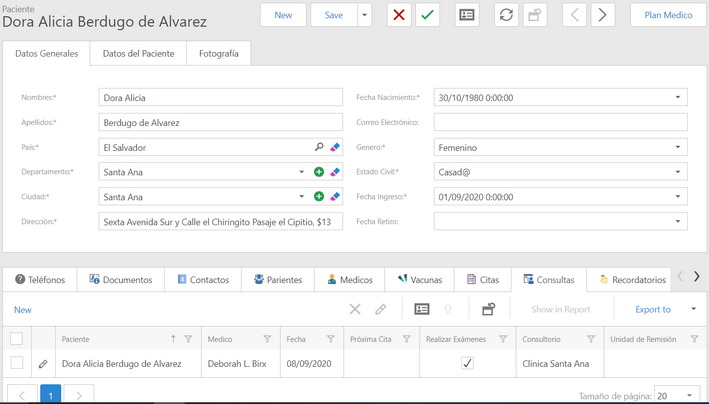 Paciente
Dora Alicia Berdugo de Alvarez
New Save Plan Medico
Datos Generales Datos del Paciente Fotografía
Nombres:* Dora Alicia Fecha Nacimiento:* 30/10/1980 0:00:00
Apellidos:* Berdugo de Alvarez Correo Electrónico:
País:* El Salvador Genero:* Femenino
Departamento:* Santa Ana Estado Civil:* Casad@
Ciudad:* Santa Ana Fecha Ingreso:* 01/09/2020 0:00:00
Dirección:* Sexta Avenida Sur y Calle el Chiringito Pasaje el Cipitio, $13 Fecha Retiro:
Teléfonos Documentos Contactos Parientes Medicos Vacunas Citas Consultas Recordatorios
New Show in Report Export to
Paciente Medico Fecha Próxima Cita Realizar Exámenes Consultorio Unidad de Remisión
Dora Alicia Berdugo de Alvarez Deborah L. Birx 08/09/2020 Clinica Santa Ana
1 Tamaño de página: 20